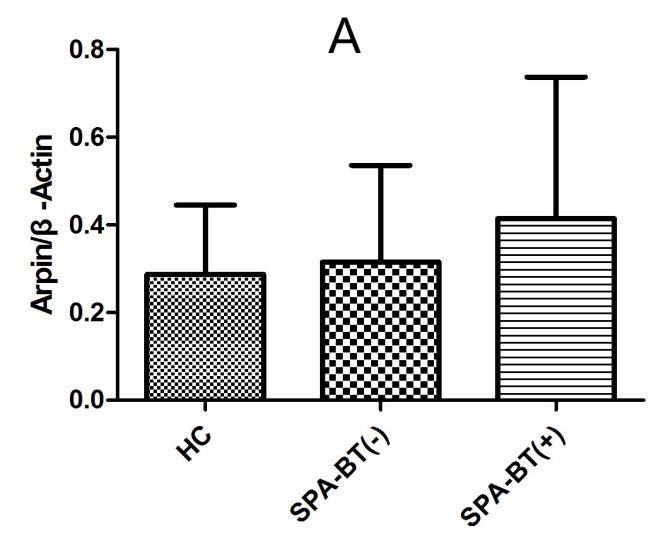 A
Arpin/β -Actin
0.8
0.6
0.4
0.2
0.0
HC
SPA-BT(-)
SPA-BT(+)